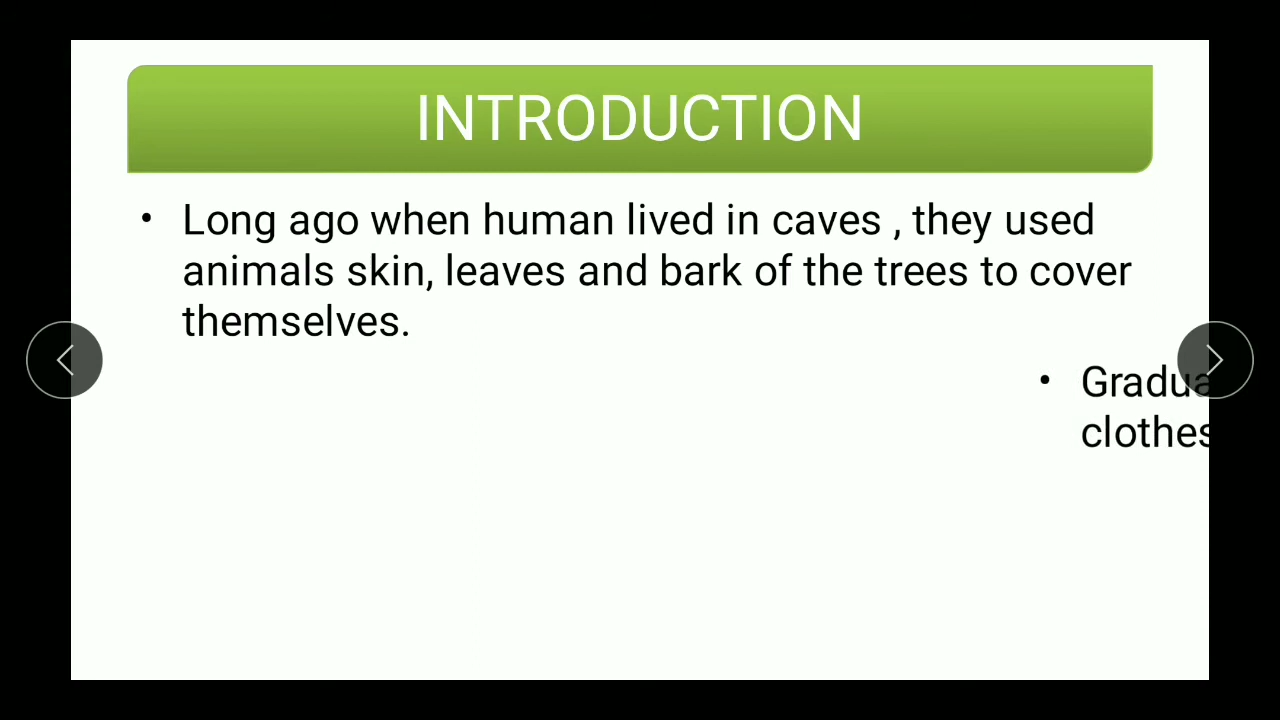 INTRODUCTION
• Long ago when human lived in caves , they used
animals skin, leaves and bark of the trees to cover
themselves.
• Gradua
clothes